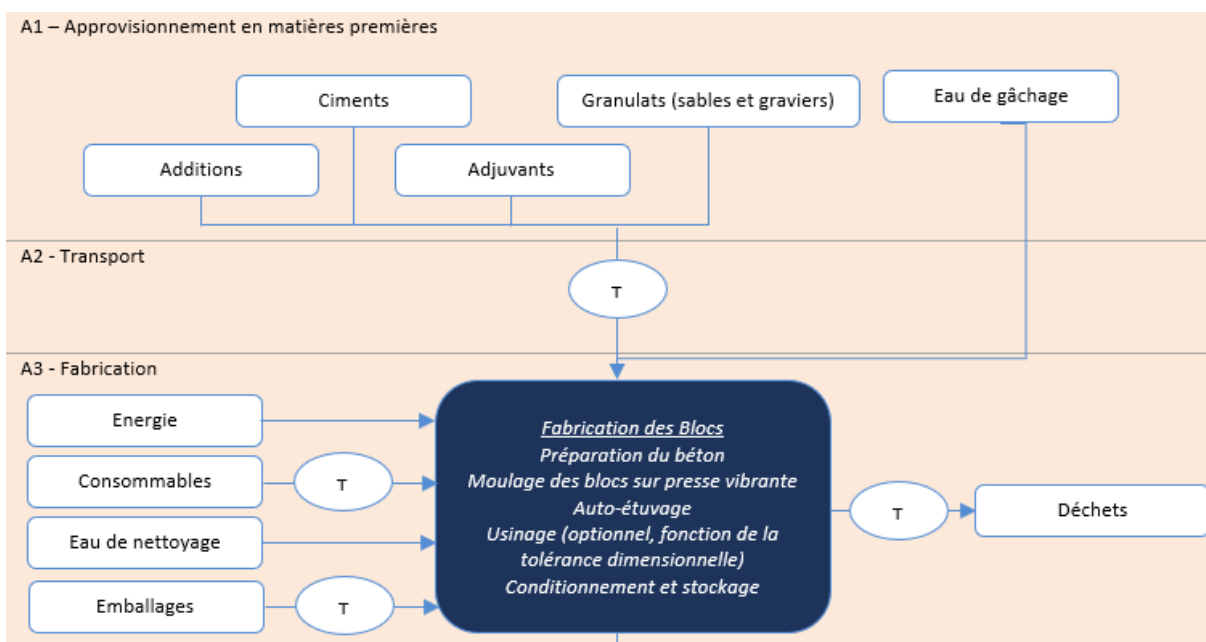 A1 – Approvisionnement en matières premières
Ciments
Granulats (sables et graviers)
Eau de gâchage
Additions
Adjuvants
A2 - Transport
T
A3 - Fabrication
Energie
Consommables
T
Eau de nettoyage
Emballages
T
Fabrication des Blocs
Préparation du béton
Moulage des blocs sur presse vibrante
Auto-étuvage
Usinage (optionnel, fonction de la
tolérance dimensionnelle)
Conditionnement et stockage
T
Déchets